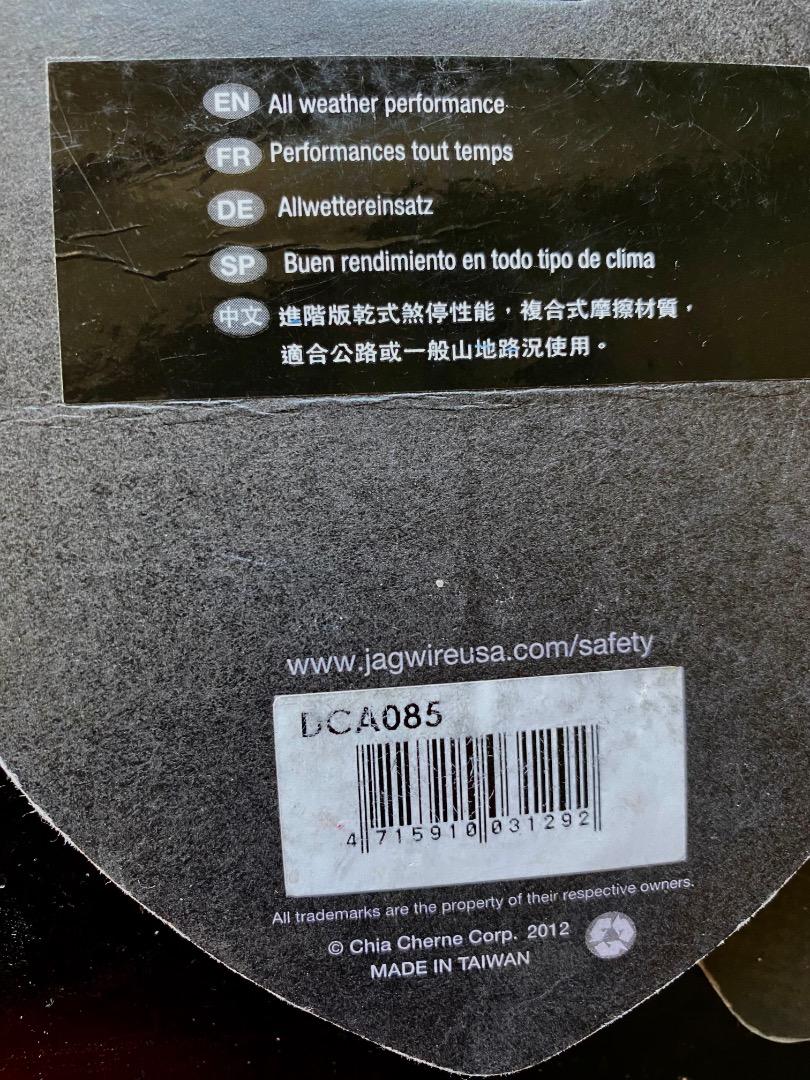 EN All weather performance
FR Performances tout temps
DE Allwettereinsatz
SP Buen rendimiento en todo tipo de clima
中文 進階版乾式煞停性能，複合式摩擦材質，
適合公路或一般山地路況使用。
www.jagwireusa.com/safety
DCA085
4 715910 031292
All trademarks are the property of their respective owners.
© Chia Cherne Corp. 2012
MADE IN TAIWAN